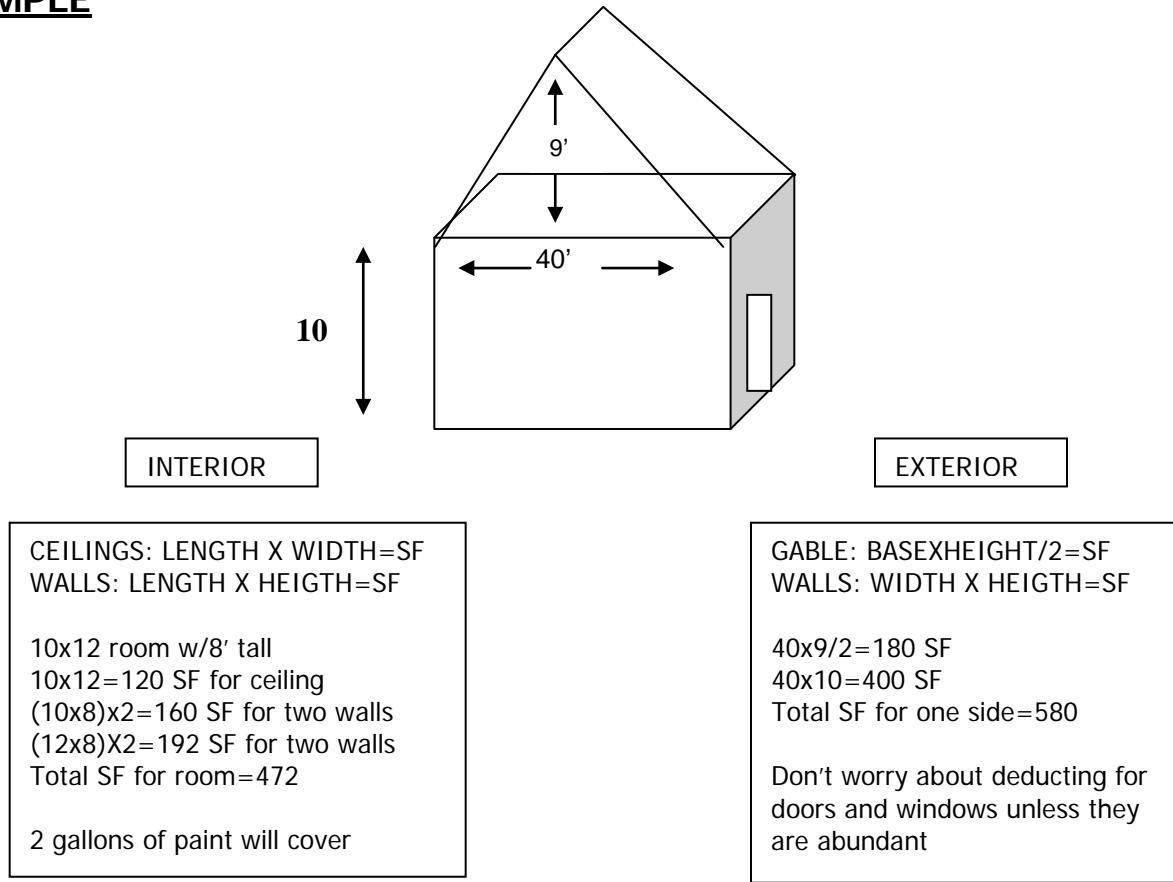 MPLE
9’
40’
10
INTERIOR
EXTERIOR
CEILINGS: LENGTH X WIDTH=SF
WALLS: LENGTH X HEIGTH=SF
10x12 room w/8’ tall
10x12=120 SF for ceiling
(10x8)x2=160 SF for two walls
(12x8)X2=192 SF for two walls
Total SF for room=472
2 gallons of paint will cover
GABLE: BASEXHEIGHT/2=SF
WALLS: WIDTH X HEIGTH=SF
40x9/2=180 SF
40x10=400 SF
Total SF for one side=580
Don’t worry about deducting for
doors and windows unless they
are abundant